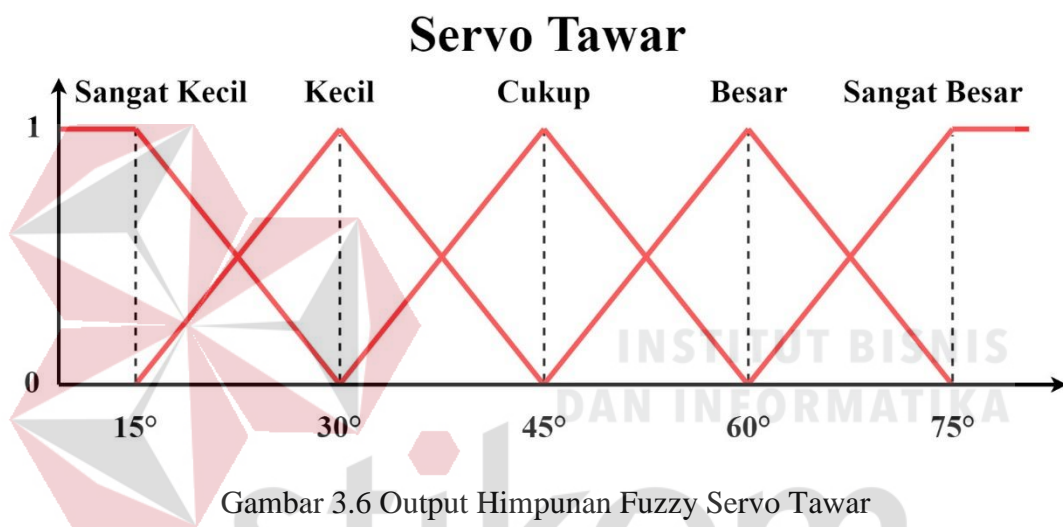 Servo Tawar
Sangat Kecil Kecil Cukup Besar Sangat Besar
1
INSTITUT BISNIS
0
DAN INFORMATIKA
15° 30° 45° 60° 75°
stikom
Gambar 3.6 Output Himpunan Fuzzy Servo Tawar